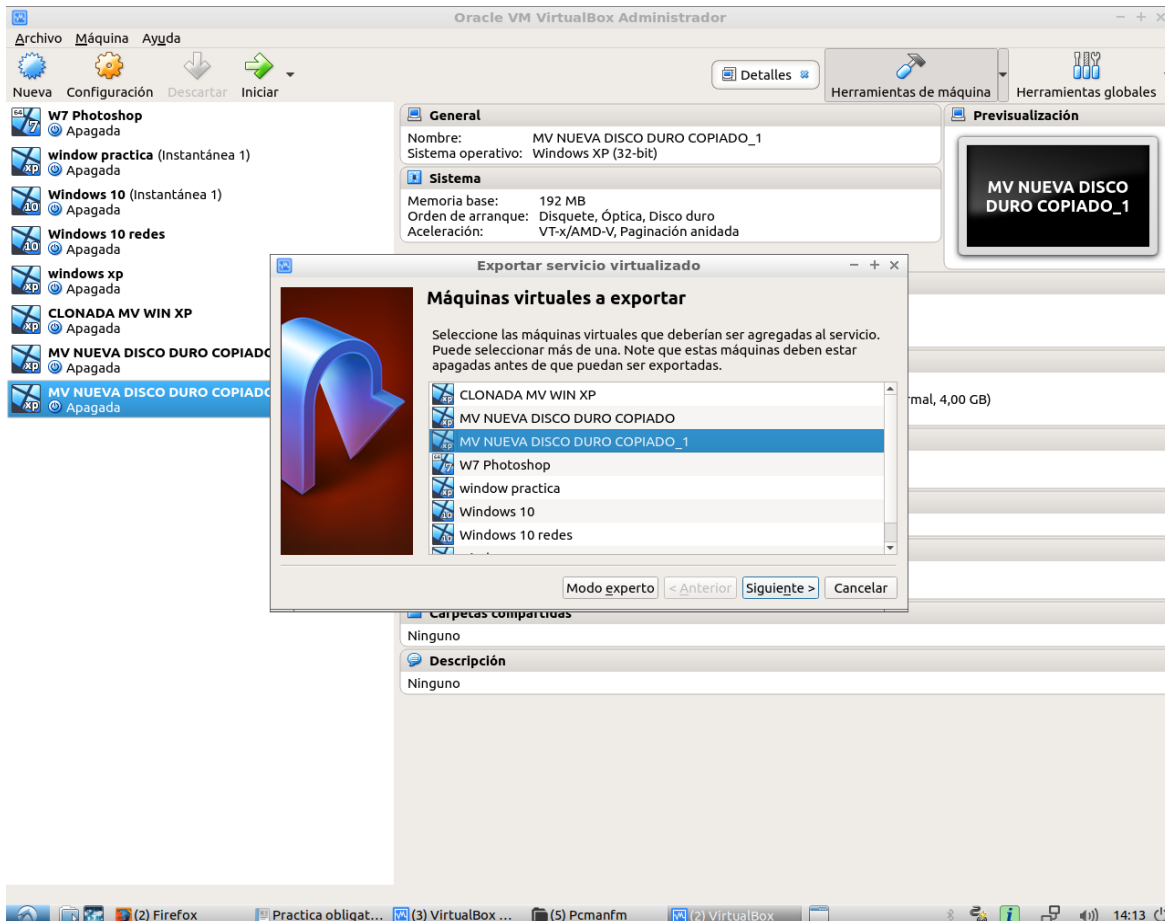 Oracle VM VirtualBox Administrador
Archivo Máquina Ayuda
Nueva Configuración Descartar Iniciar
Detalles
Herramientas de máquina
Herramientas globales
W7 Photoshop
Apagada
window practica (Instantánea 1)
Apagada
Windows 10 (Instantánea 1)
Apagada
Windows 10 redes
Apagada
windows xp
Apagada
CLONADA MV WIN XP
Apagada
MV NUEVA DISCO DURO COPIADO
Apagada
MV NUEVA DISCO DURO COPIADO
Apagada
General
Nombre: MV NUEVA DISCO DURO COPIADO_1
Sistema operativo: Windows XP (32-bit)
Sistema
Memoria base: 192 MB
Orden de arranque: Disquete, Óptica, Disco duro
Aceleración: VT-x/AMD-V, Paginación anidada
Previsualización
MV NUEVA DISCO
DURO COPIADO_1
Exportar servicio virtualizado
Máquinas virtuales a exportar
Seleccione las máquinas virtuales que deberían ser agregadas al servicio.
Puede seleccionar más de una. Note que estas máquinas deben estar
apagadas antes de que puedan ser exportadas.
CLONADA MV WIN XP
MV NUEVA DISCO DURO COPIADO
MV NUEVA DISCO DURO COPIADO_1
W7 Photoshop
window practica
Windows 10
Windows 10 redes
Modo experto < Anterior Siguiente > Cancelar
mal, 4,00 GB)
Carpetas compartidas
Ninguno
Descripción
Ninguno
(2) Firefox Practica obligat... (3) VirtualBox ... (5) Pcmanfm (2) VirtualBox 14:13